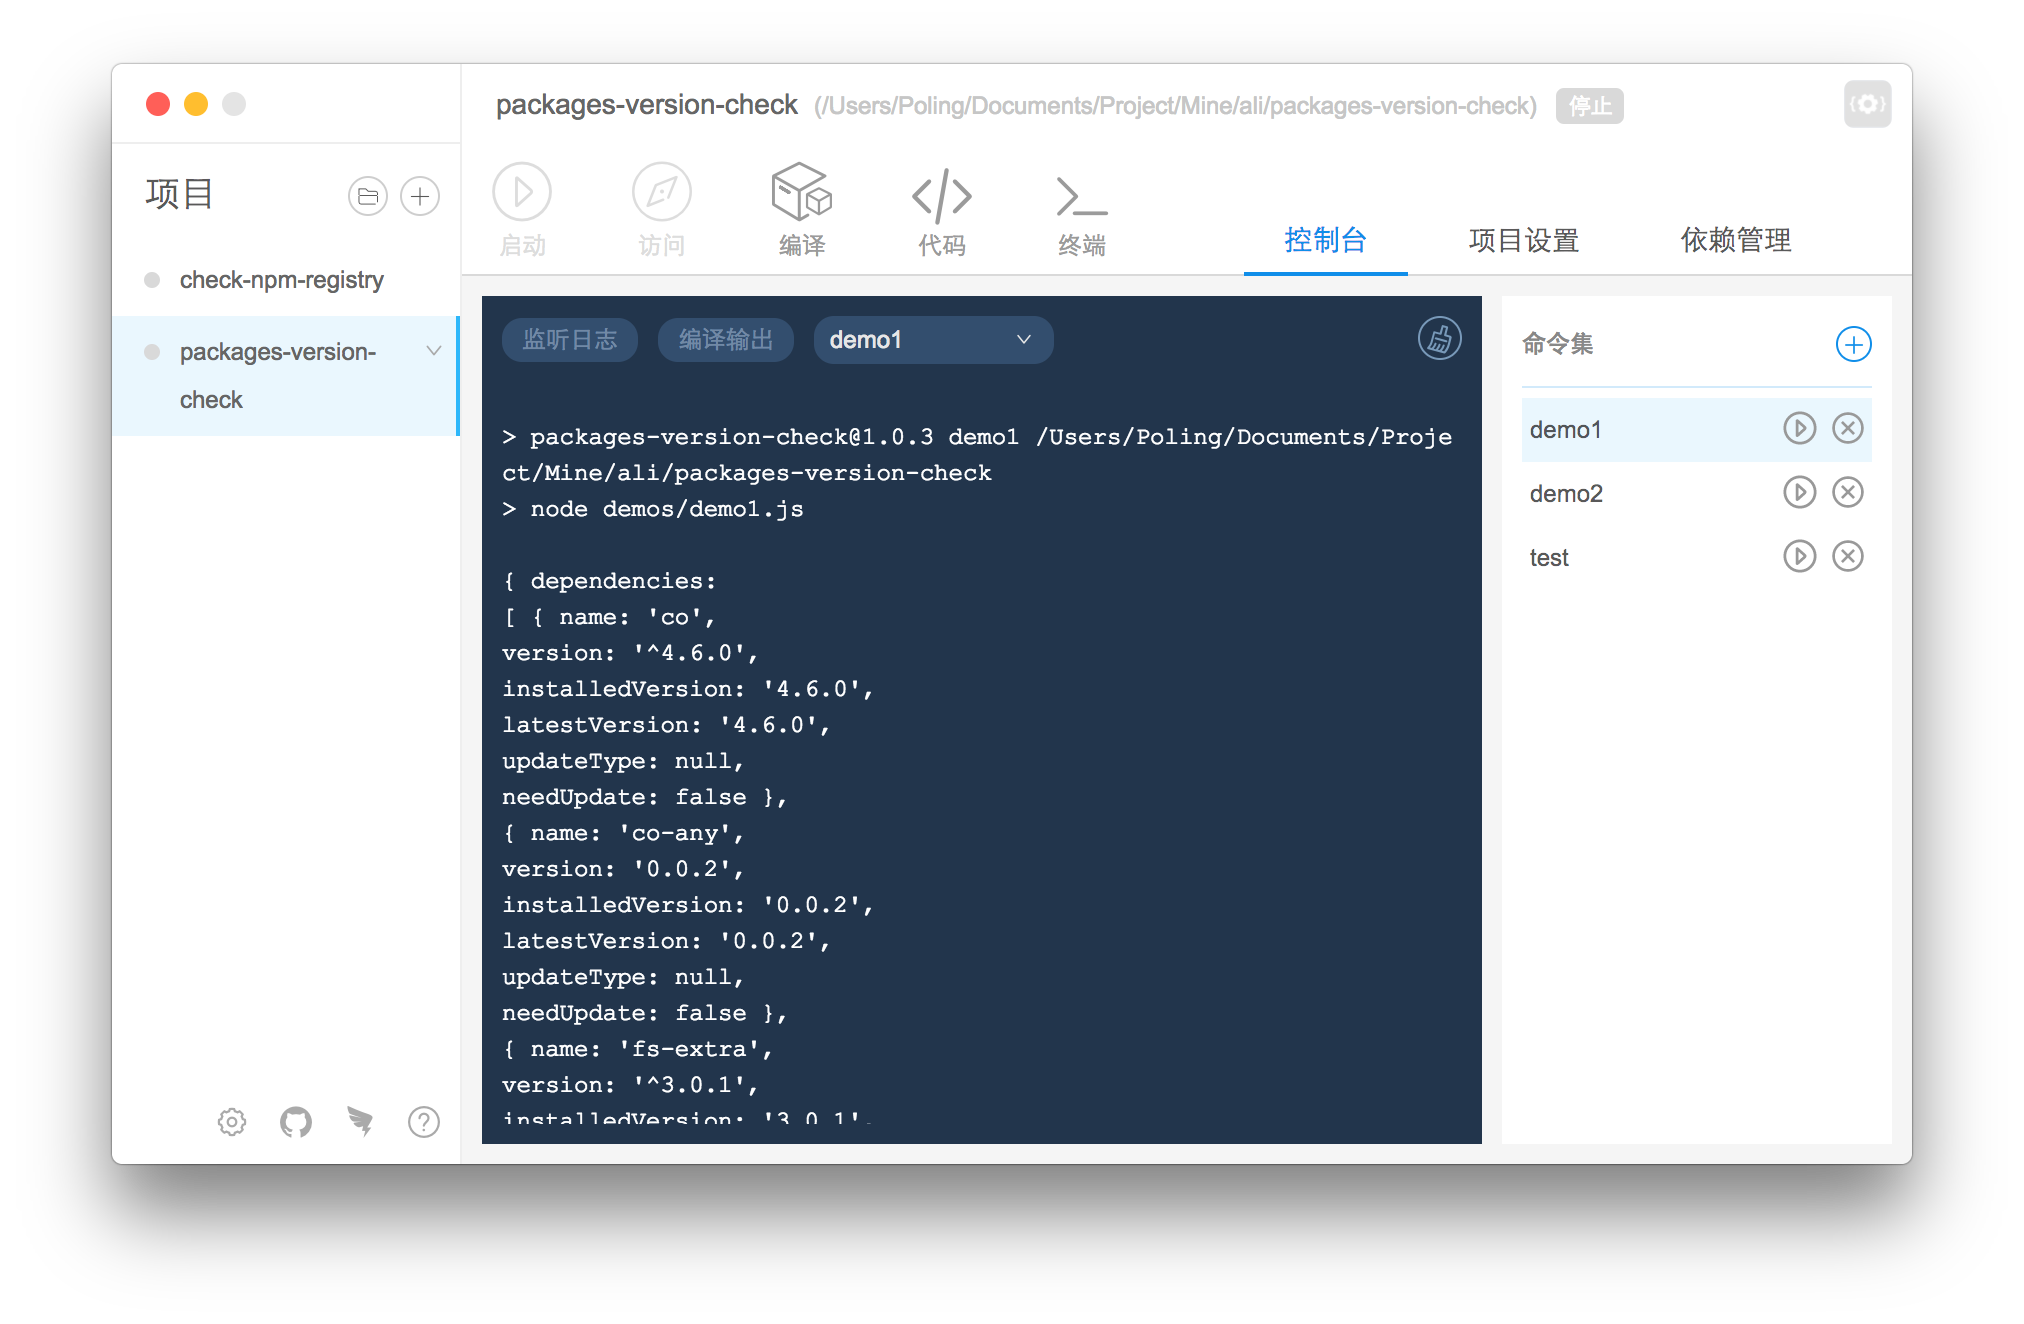 packages-version-check (/Users/Poling/Documents/Project/Mine/ali/packages-version-check) 停止
项目
check-npm-registry
packages-version-
check
启动 访问 编译 代码 终端
控制台 项目设置 依赖管理
监听日志 编译输出 demo1
> packages-version-check@1.0.3 demo1 /Users/Poling/Documents/Proje
ct/Mine/ali/packages-version-check
> node demos/demo1.js
{ dependencies:
[ { name: 'co',
version: '^4.6.0',
installedVersion: '4.6.0',
latestVersion: '4.6.0',
updateType: null,
needUpdate: false },
{ name: 'co-any',
version: '0.0.2',
installedVersion: '0.0.2',
latestVersion: '0.0.2',
updateType: null,
needUpdate: false },
{ name: 'fs-extra',
version: '^3.0.1',
installedVersion: '3.0.1',
命令集
demo1
demo2
test